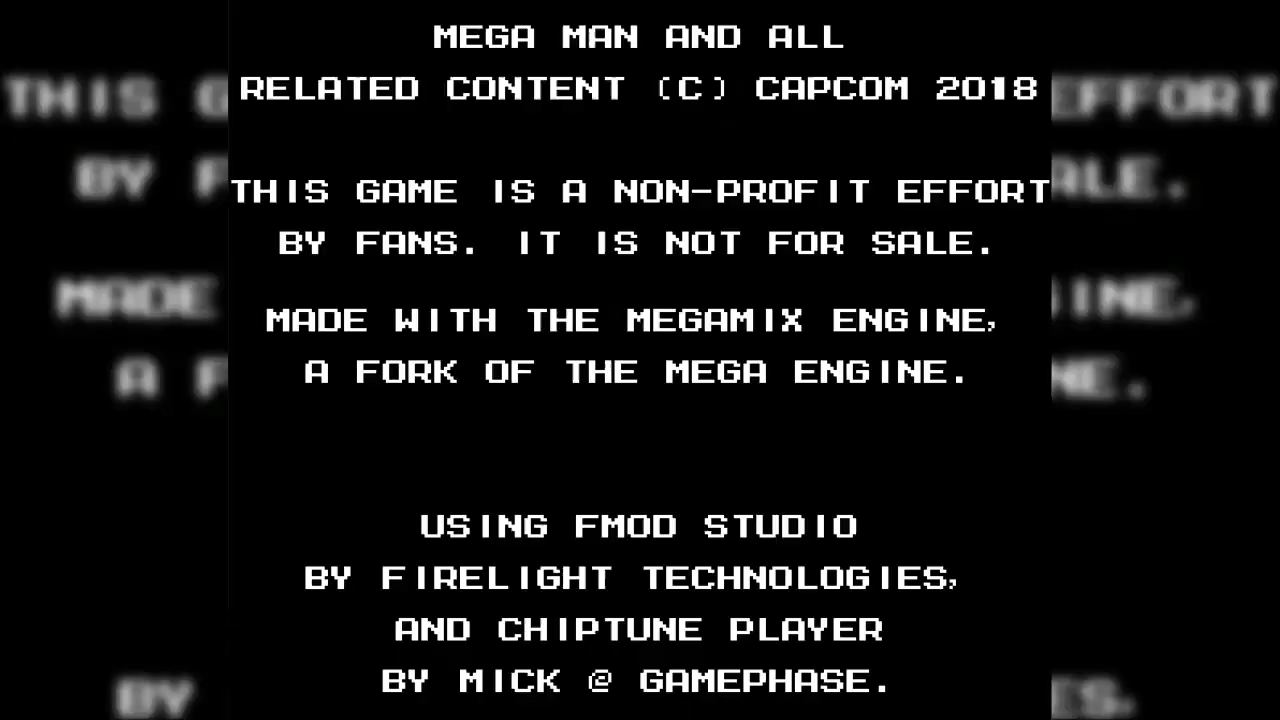 MEGA MAN AND ALL
RELATED CONTENT (C) CAPCOM 2018
THIS GAME IS A NON-PROFIT EFFORT
BY FANS. IT IS NOT FOR SALE.
MADE WITH THE MEGAMIX ENGINE,
A FORK OF THE MEGA ENGINE.
USING FMOD STUDIO
BY FIRELIGHT TECHNOLOGIES,
AND CHIPTUNE PLAYER
BY MICK @ GAMEPHASE.